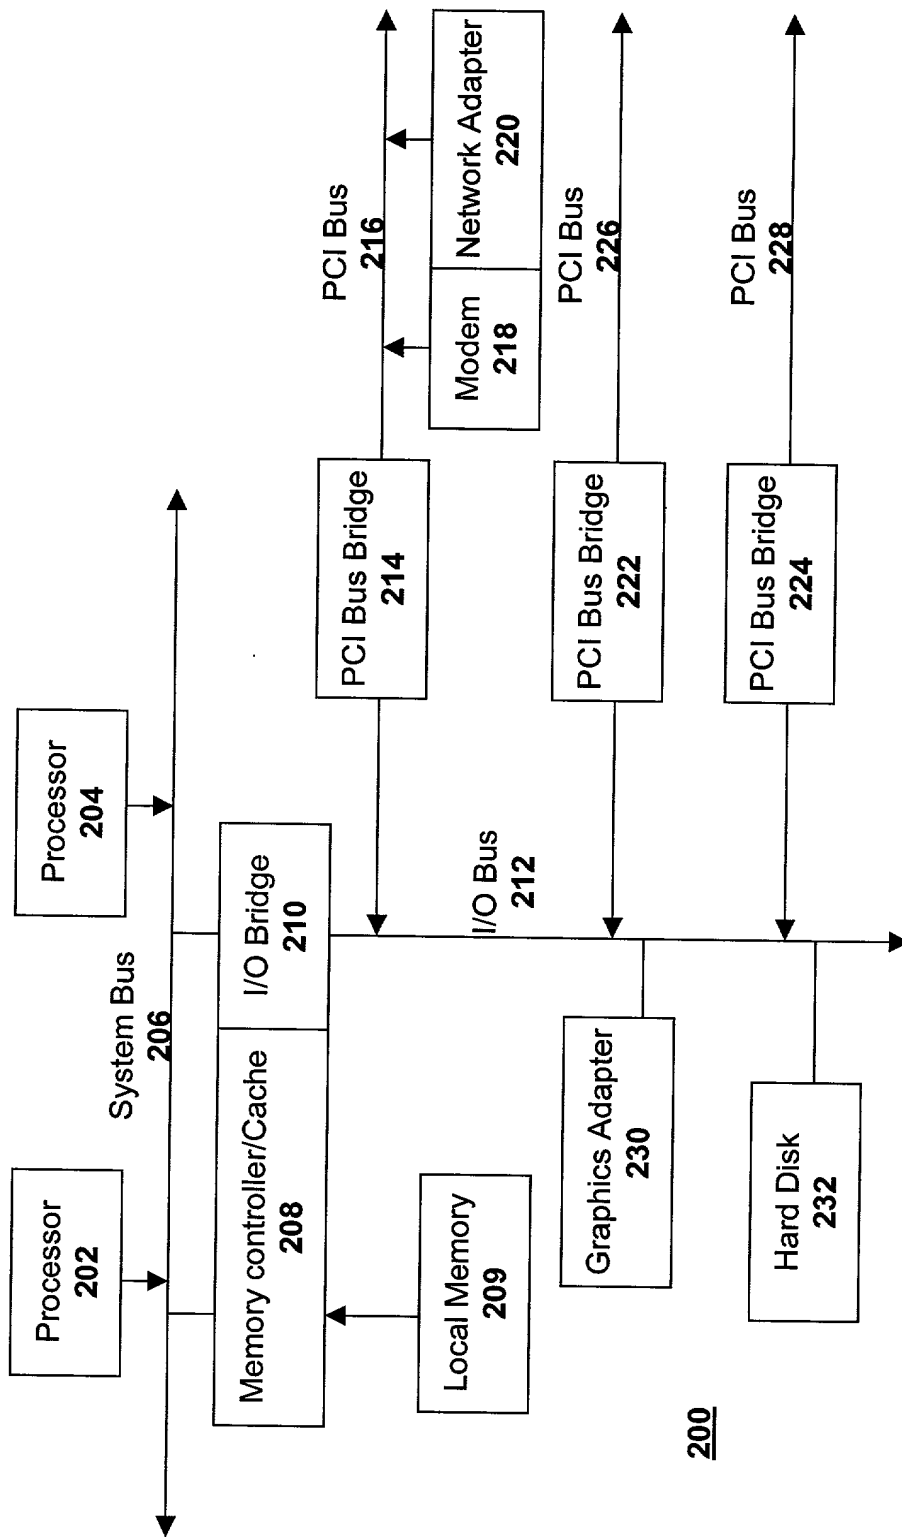 Processor
202
Processor
204
System Bus
206
Memory controller/Cache
208
I/O Bridge
210
Local Memory
209
PCI Bus Bridge
214
PCI Bus
216
Modem
218
Network Adapter
220
I/O Bus
212
Graphics Adapter
230
PCI Bus Bridge
222
PCI Bus
226
Hard Disk
232
PCI Bus Bridge
224
PCI Bus
228
200